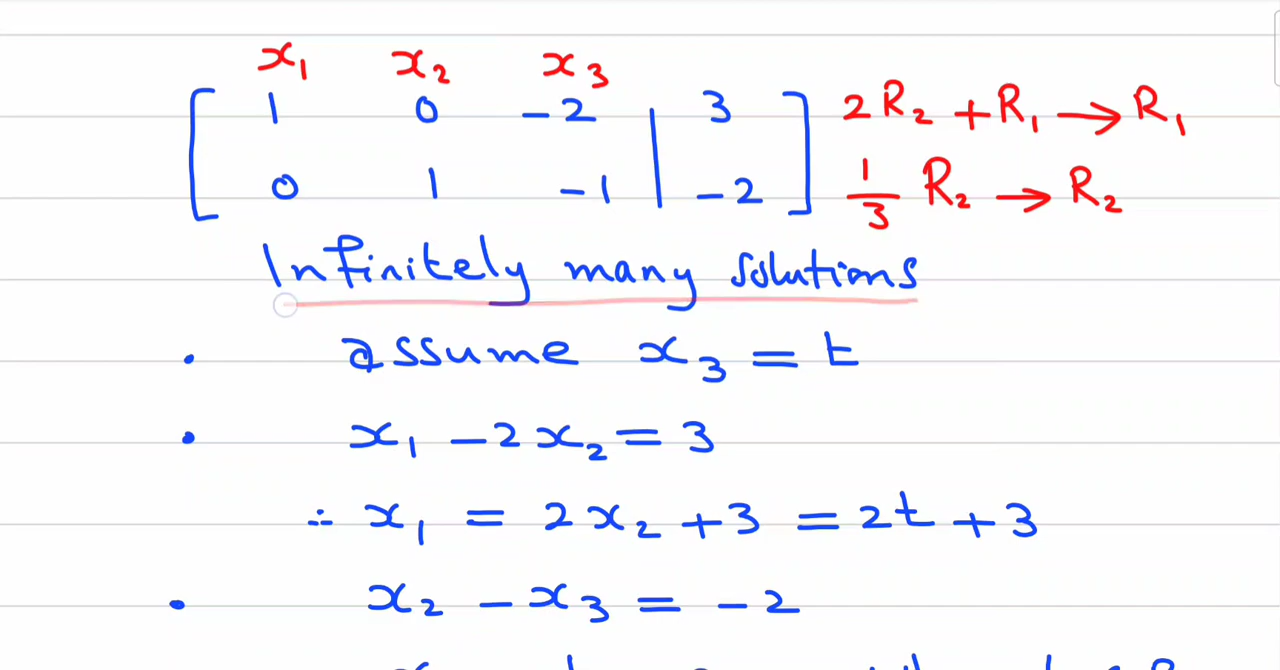 x₁ x₂ x₃
[ 1 0 -2 | 3 ] 2R₂ + R₁ → R₁
[ 0 1 -1 | -2 ] 1/3 R₂ → R₂
Infinitely many solutions
• assume x₃ = t
• x₁ - 2x₂ = 3
∴ x₁ = 2x₂ + 3 = 2t + 3
• x₂ - x₃ = -2